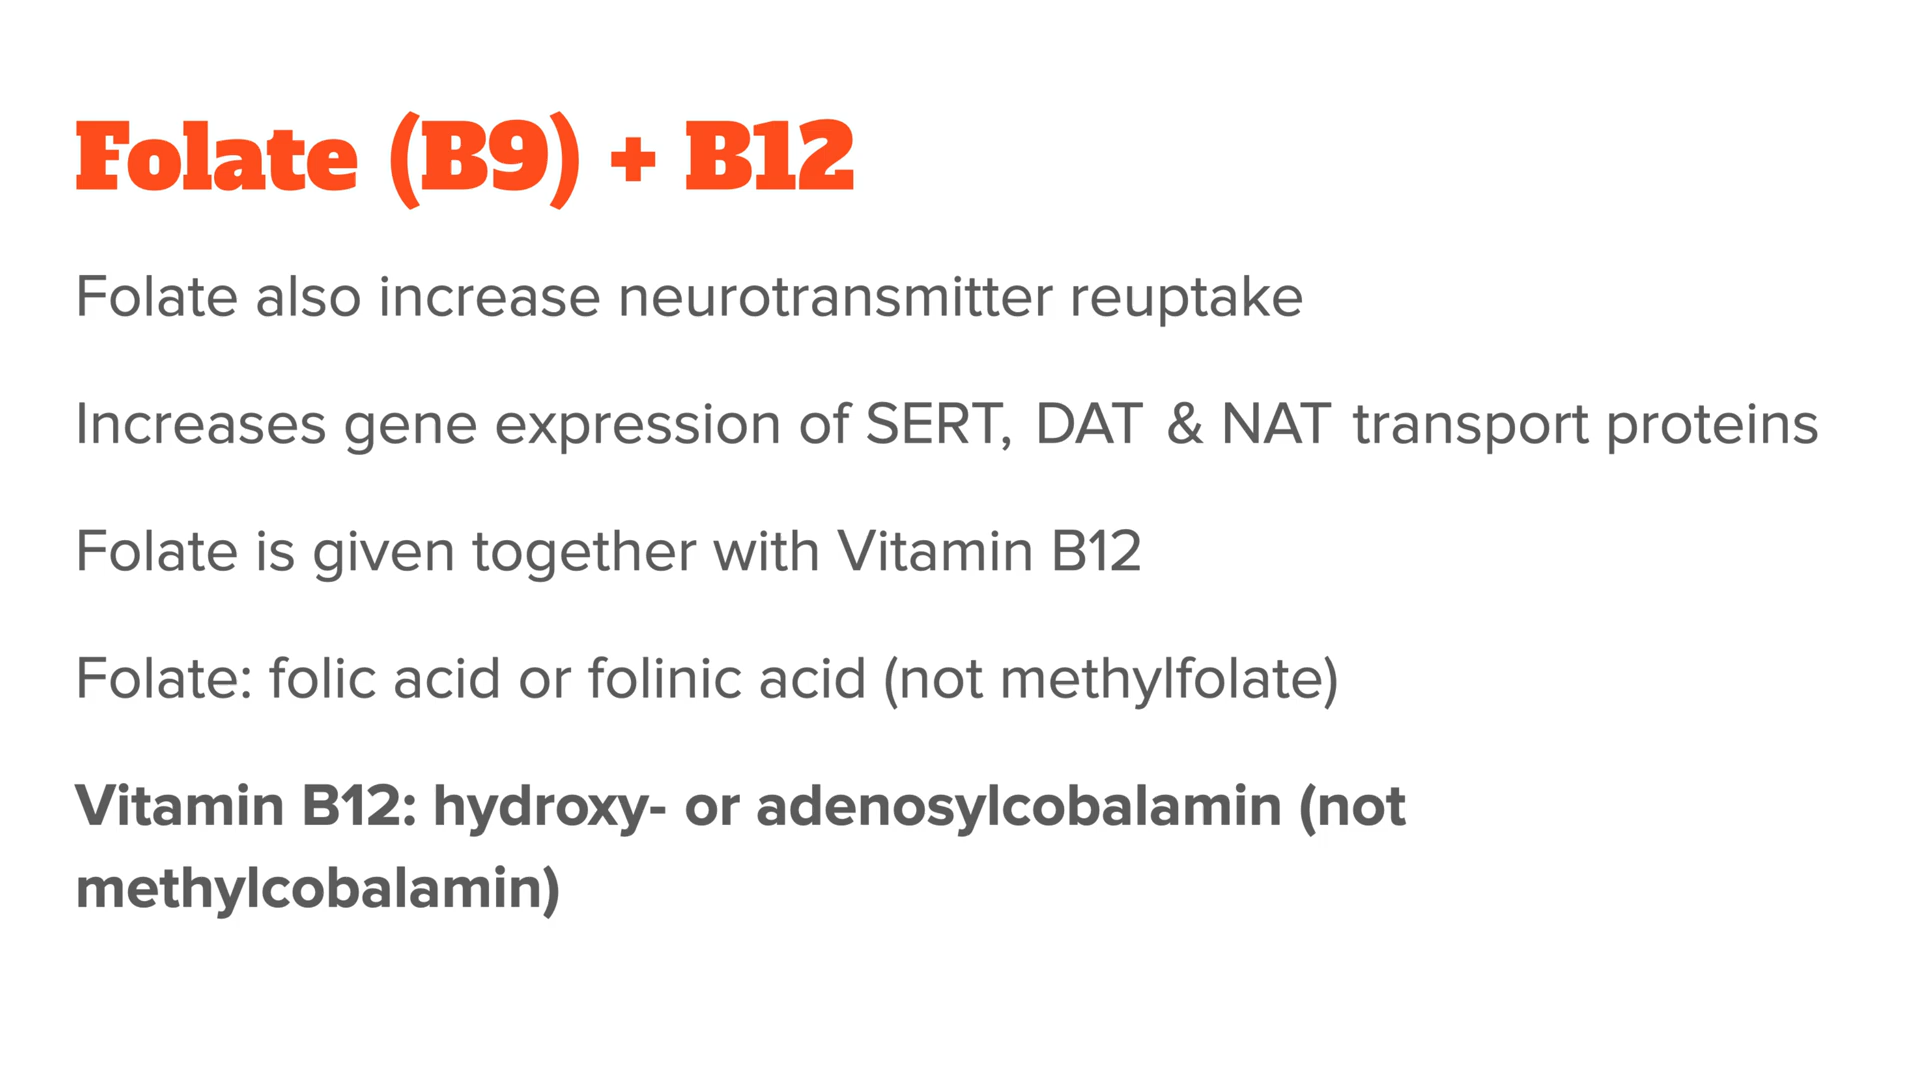 Folate (B9) + B12
Folate also increase neurotransmitter reuptake
Increases gene expression of SERT, DAT & NAT transport proteins
Folate is given together with Vitamin B12
Folate: folic acid or folinic acid (not methylfolate)
Vitamin B12: hydroxy- or adenosylcobalamin (not
methylcobalamin)